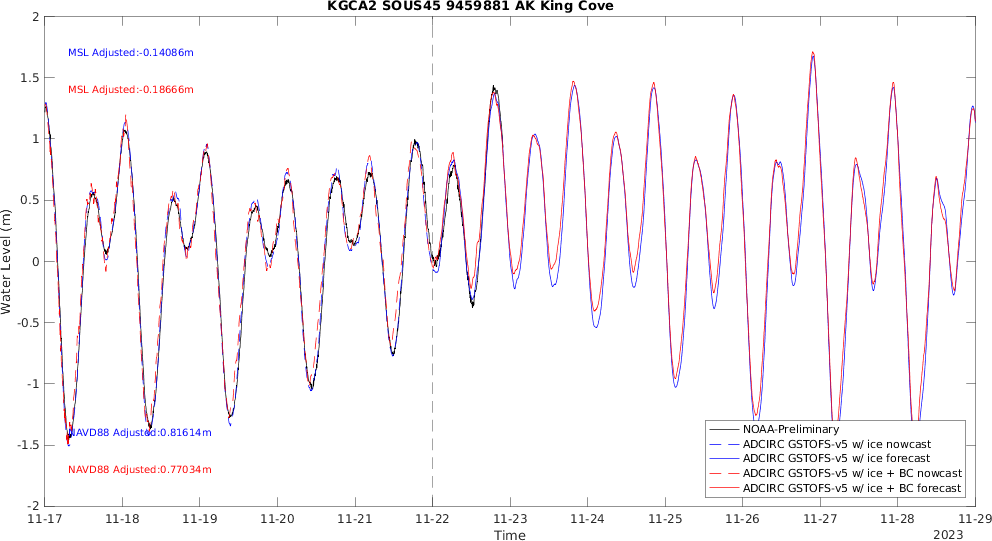 KGCA2 SOUS45 9459881 AK King Cove
2
1.5
1
0.5
0
-0.5
-1
-1.5
-2
Water Level (m)
MSL Adjusted:-0.14086m
MSL Adjusted:-0.18666m
NAVD88 Adjusted:0.81614m
NAVD88 Adjusted:0.77034m
NOAA-Preliminary
ADCIRC GSTOFS-v5 w/ ice nowcast
ADCIRC GSTOFS-v5 w/ ice forecast
ADCIRC GSTOFS-v5 w/ ice + BC nowcast
ADCIRC GSTOFS-v5 w/ ice + BC forecast
11-17 11-18 11-19 11-20 11-21 11-22 11-23 11-24 11-25 11-26 11-27 11-28 11-29
Time
2023